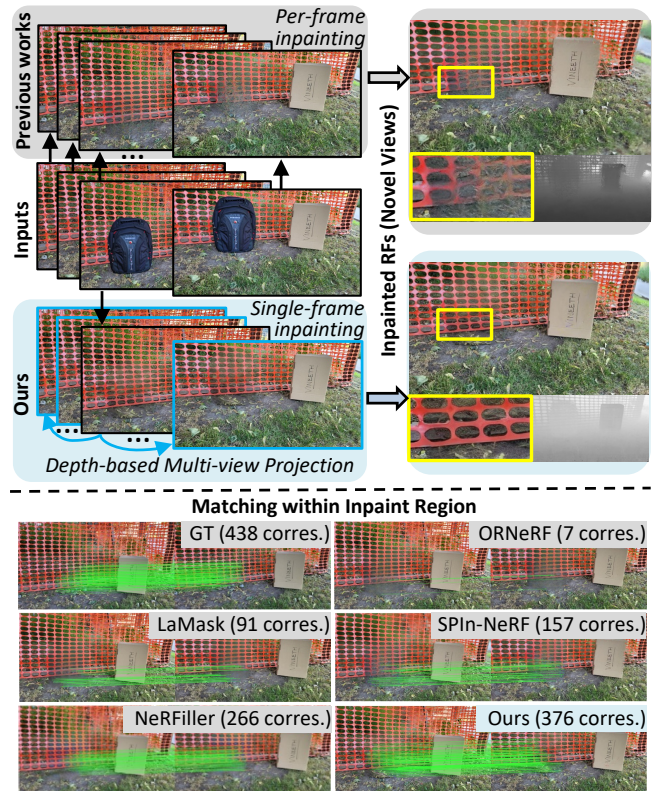 Previous works
Per-frame
inpainting
...
Inputs
Ours
Single-frame
inpainting
...
...
Depth-based Multi-view Projection
Inpainted RFs (Novel Views)
Matching within Inpaint Region
GT (438 corres.)
ORNeRF (7 corres.)
LaMask (91 corres.)
SPIn-NeRF (157 corres.)
NeRFiller (266 corres.)
Ours (376 corres.)